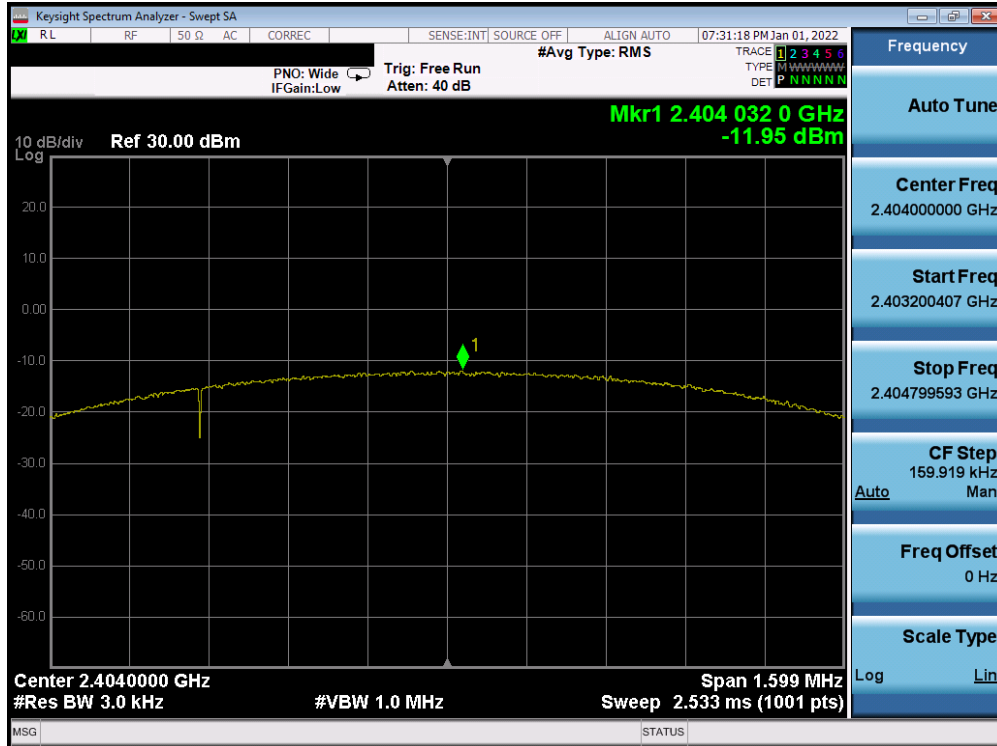 Keysight Spectrum Analyzer - Swept SA
LXI RL RF 50 Ω AC CORREC SENSE:INT SOURCE OFF ALIGN AUTO 07:31:18 PM Jan 01, 2022
#Avg Type: RMS TRACE 1 2 3 4 5 6
PNO: Wide Trig: Free Run TYPE M WWWWW
IFGain:Low Atten: 40 dB DET P N N N N N
Mkr1 2.404 032 0 GHz
-11.95 dBm
10 dB/div Ref 30.00 dBm
Log
20.0
10.0
0.00
1
-10.0
-20.0
-30.0
-40.0
-50.0
-60.0
Center 2.4040000 GHz Span 1.599 MHz
#Res BW 3.0 kHz #VBW 1.0 MHz Sweep 2.533 ms (1001 pts)
MSG STATUS
Frequency
Auto Tune
Center Freq
2.404000000 GHz
Start Freq
2.403200407 GHz
Stop Freq
2.404799593 GHz
CF Step
159.919 kHz
Auto Man
Freq Offset
0 Hz
Scale Type
Log Lin